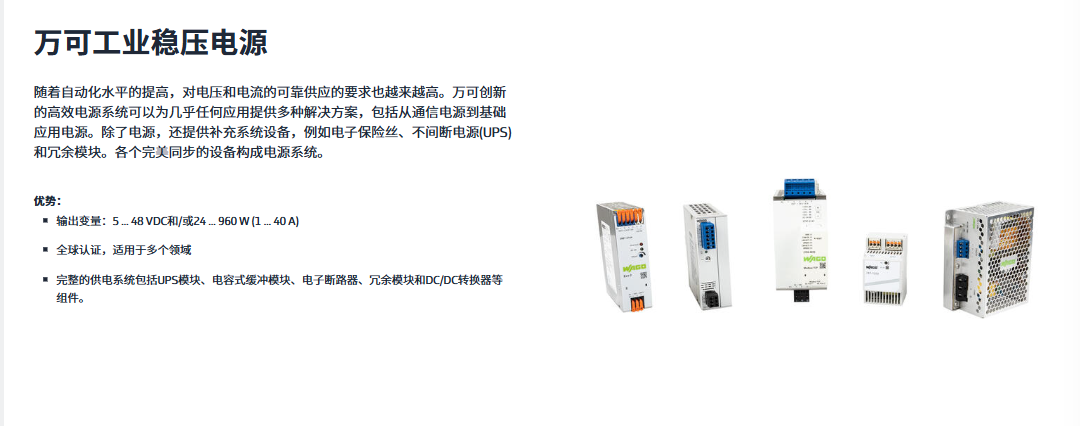 万可工业稳压电源
随着自动化水平的提高，对电压和电流的可靠供应的要求也越来越高。万可创新
的高效电源系统可以为几乎任何应用提供多种解决方案，包括从通信电源到基础
应用电源。除了电源，还提供补充系统设备，例如电子保险丝、不间断电源(UPS)
和冗余模块。各个完美同步的设备构成电源系统。
优势：
输出变量：5 ... 48 VDC和/或24 ... 960 W (1 ... 40 A)
全球认证，适用于多个领域
完整的供电系统包括UPS模块、电容式缓冲模块、电子断路器、冗余模块和DC/DC转换器等
组件。
WAGO
WAGO